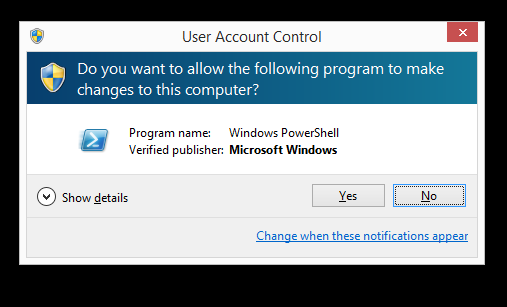 User Account Control
Do you want to allow the following program to make
changes to this computer?
Program name: Windows PowerShell
Verified publisher: Microsoft Windows
Show details
Yes
No
Change when these notifications appear